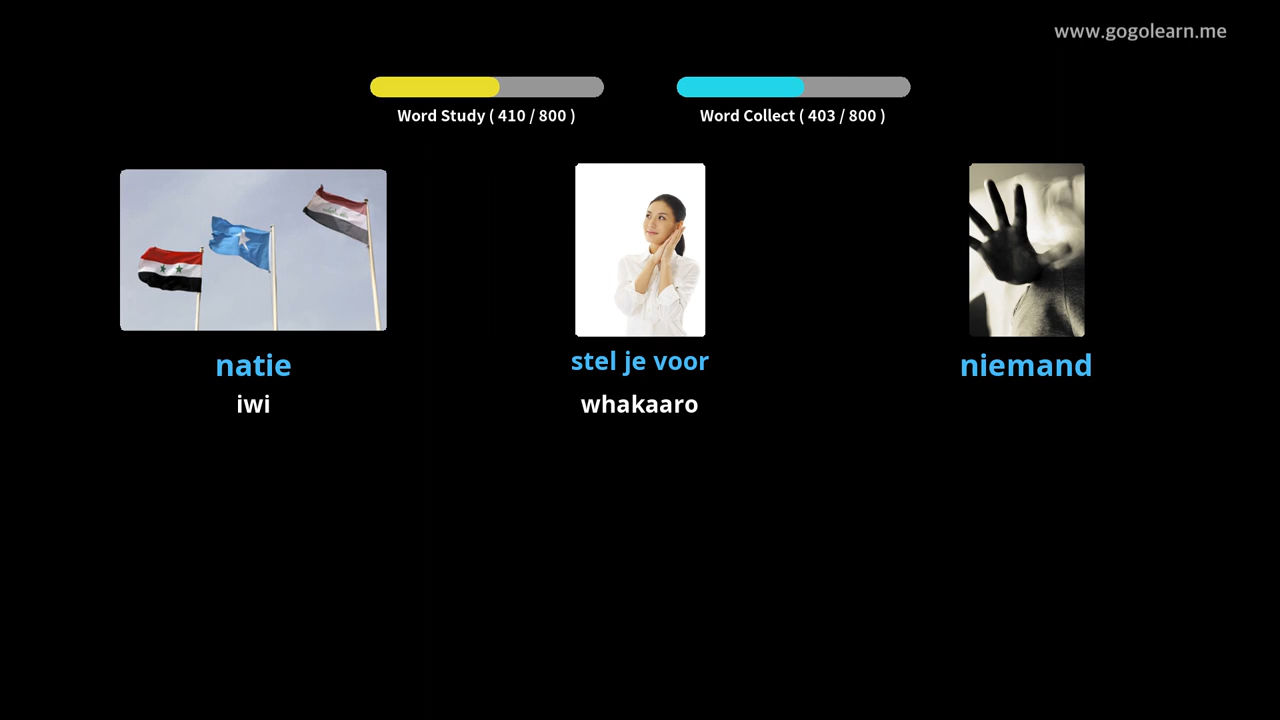 www.gogolearn.me
Word Study ( 410 / 800 )
Word Collect ( 403 / 800 )
natie
stel je voor
niemand
iwi
whakaaro